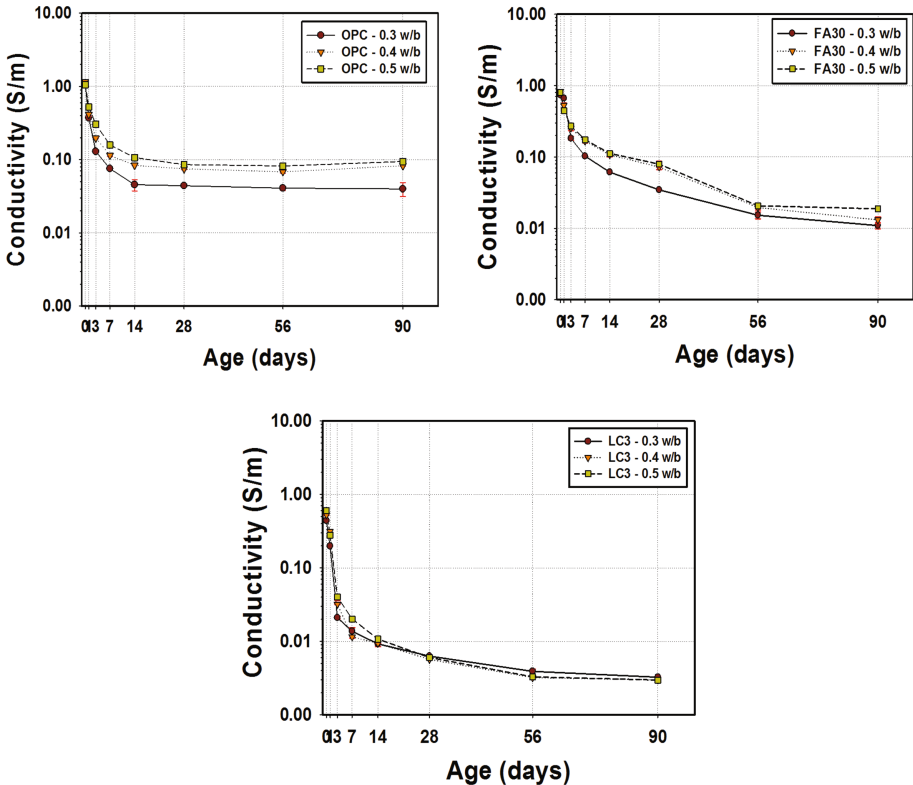 10.00
1.00
0.10
0.01
0.00
Conductivity (S/m)
OPC - 0.3 w/b
OPC - 0.4 w/b
OPC - 0.5 w/b
0 1 3 7 14 28 56 90
Age (days)
10.00
1.00
0.10
0.01
0.00
Conductivity (S/m)
FA30 - 0.3 w/b
FA30 - 0.4 w/b
FA30 - 0.5 w/b
0 1 3 7 14 28 56 90
Age (days)
10.00
1.00
0.10
0.01
0.00
Conductivity (S/m)
LC3 - 0.3 w/b
LC3 - 0.4 w/b
LC3 - 0.5 w/b
0 1 3 7 14 28 56 90
Age (days)